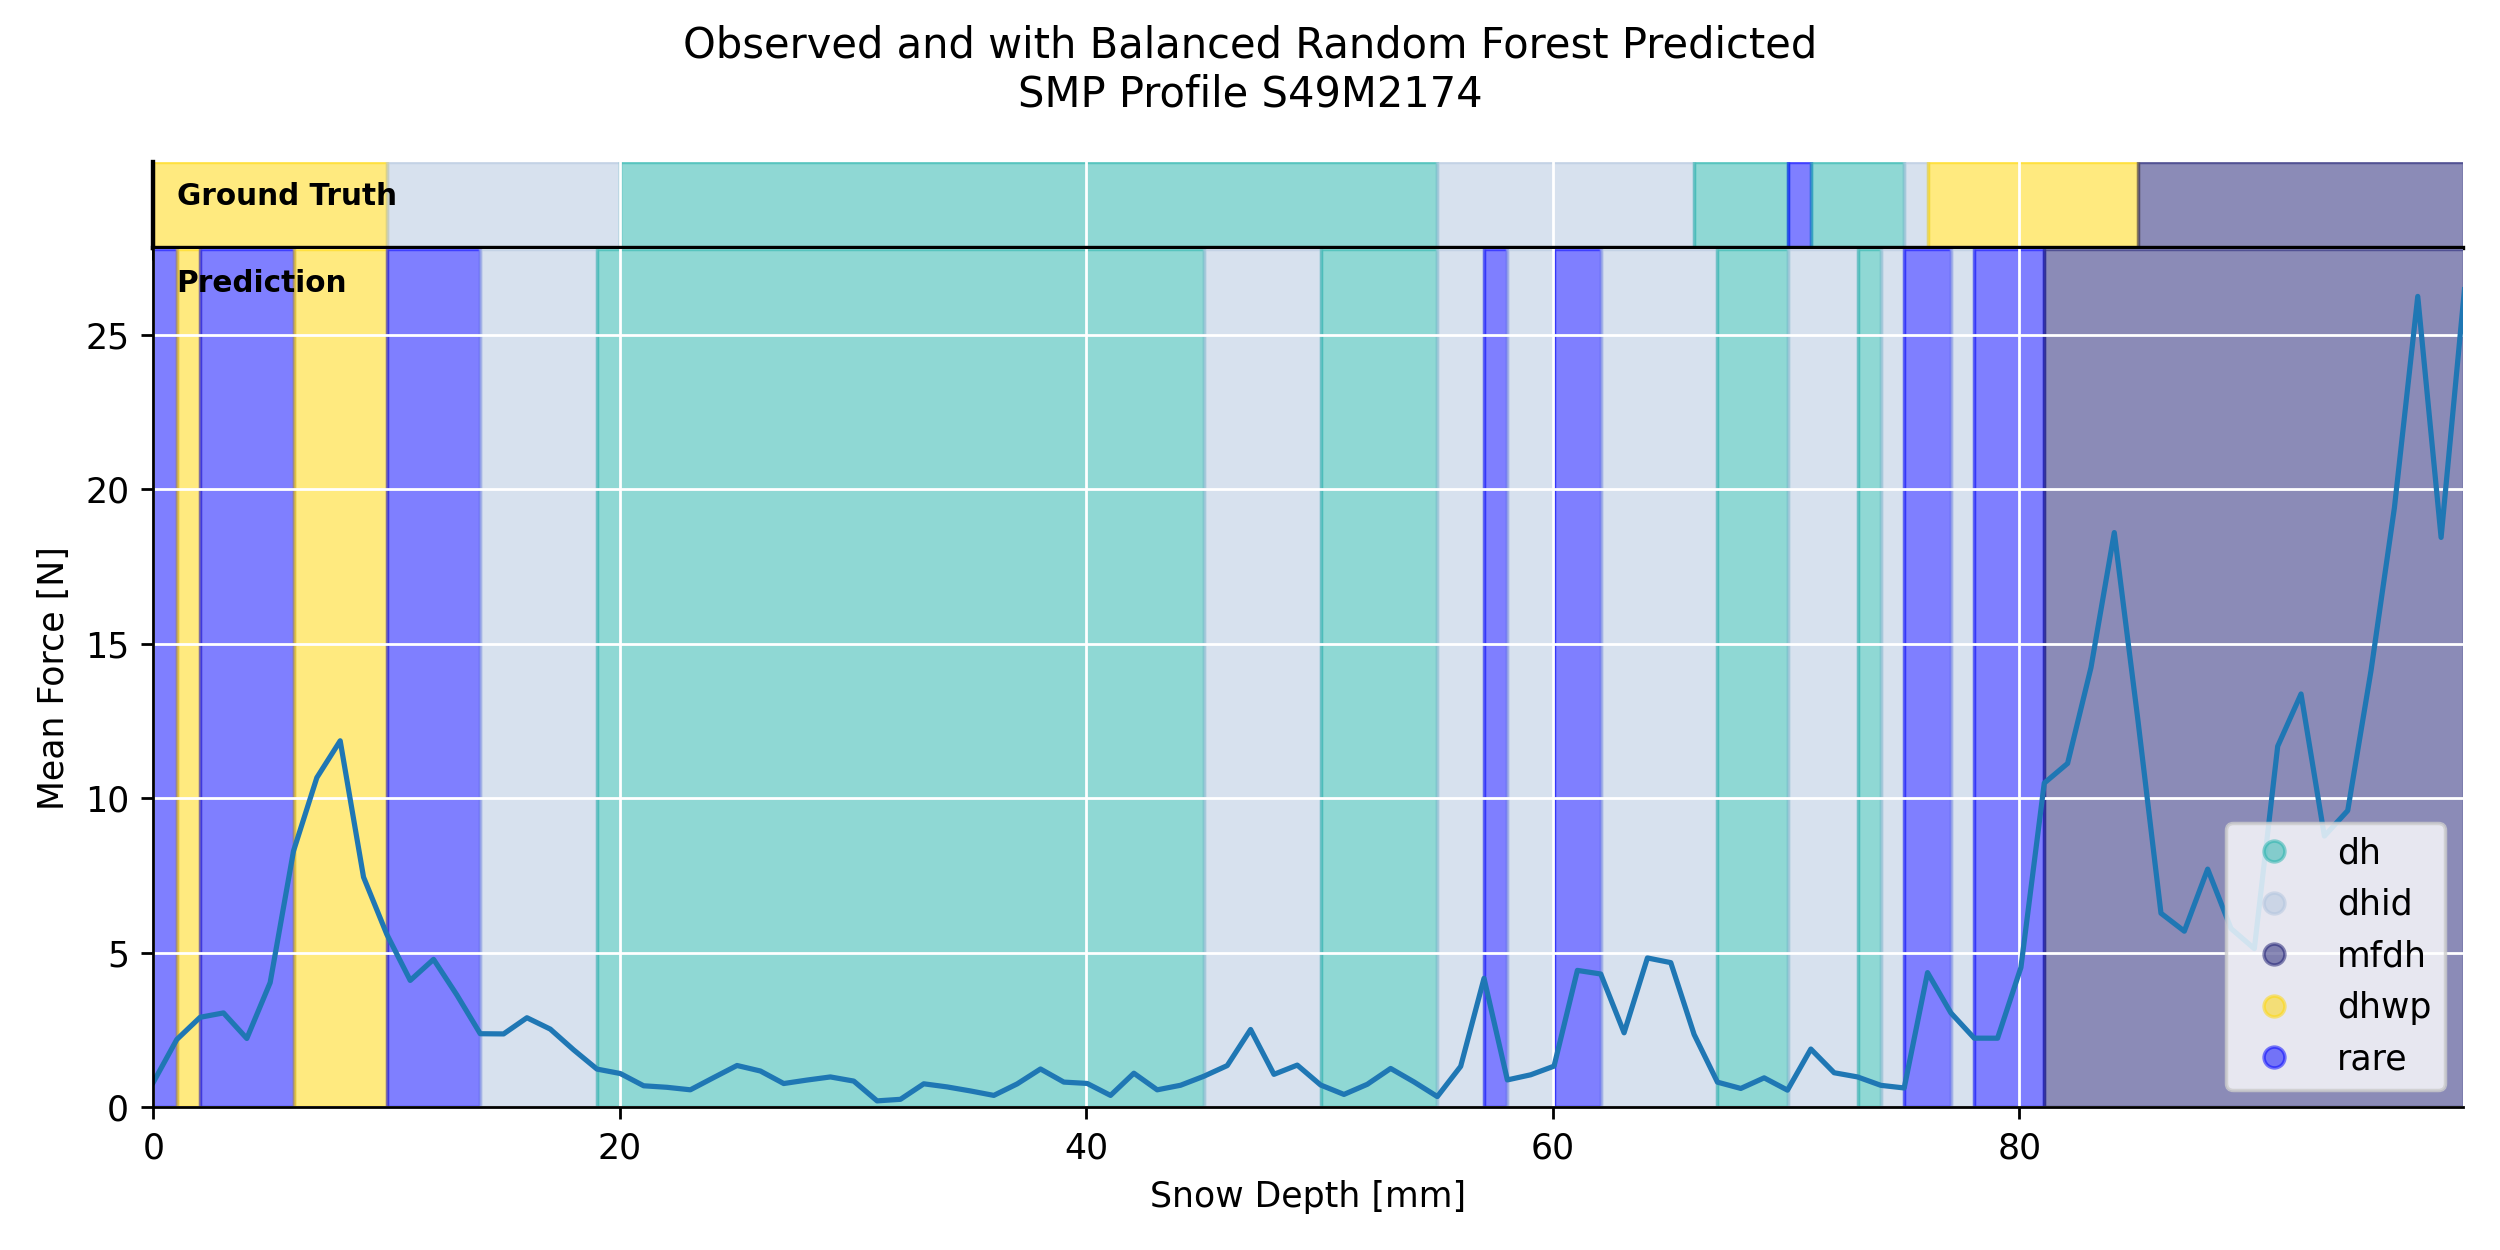 Observed and with Balanced Random Forest Predicted
SMP Profile S49M2174
Ground Truth
Prediction
25
20
15
10
5
0
Mean Force [N]
0 20 40 60 80
Snow Depth [mm]
dh
dhid
mfdh
dhwp
rare